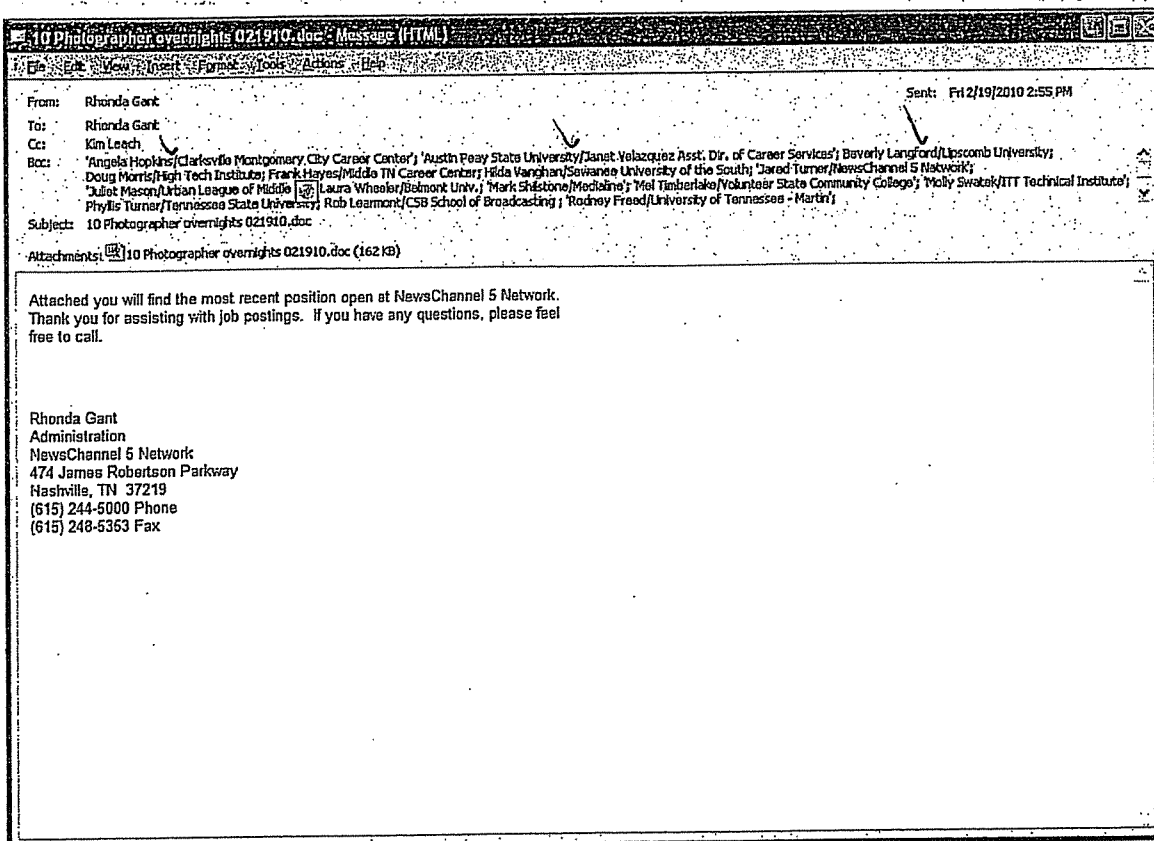 10 Photographer overnights 021910.doc - Message (HTML)
File Edit View Insert Format Tools Actions Help
From: Rhonda Gant Sent: Fri 2/19/2010 2:55 PM
To: Rhonda Gant
Cc: Kim Leach
Bcc: 'Angela Hopkins/Clarksville Montgomery City Career Center'; 'Austin Peay State University/Janet Velazquez Asst. Dir. of Career Services'; Beverly Langford/Lipscomb University;
Doug Morris/High Tech Institute; Frank Hayes/Middle TN Career Center; Hilda Vanghan/Sewanee University of the South; 'Jared Turner/NewsChannel 5 Network';
'Juliet Mason/Urban League of Middle Laura Wheeler/Belmont Univ.; 'Mark Shilstone/Medialine'; 'Mel Timberlake/Volunteer State Community College'; 'Molly Swatek/ITT Technical Institute';
Phyllis Turner/Tennessee State University; Rob Learmont/CSB School of Broadcasting ; 'Rodney Freed/University of Tennessee - Martin';
Subject: 10 Photographer overnights 021910.doc
Attachments: 10 Photographer overnights 021910.doc (162 KB)
Attached you will find the most recent position open at NewsChannel 5 Network.
Thank you for assisting with job postings. If you have any questions, please feel
free to call.
Rhonda Gant
Administration
NewsChannel 5 Network
474 James Robertson Parkway
Nashville, TN 37219
(615) 244-5000 Phone
(615) 248-5353 Fax